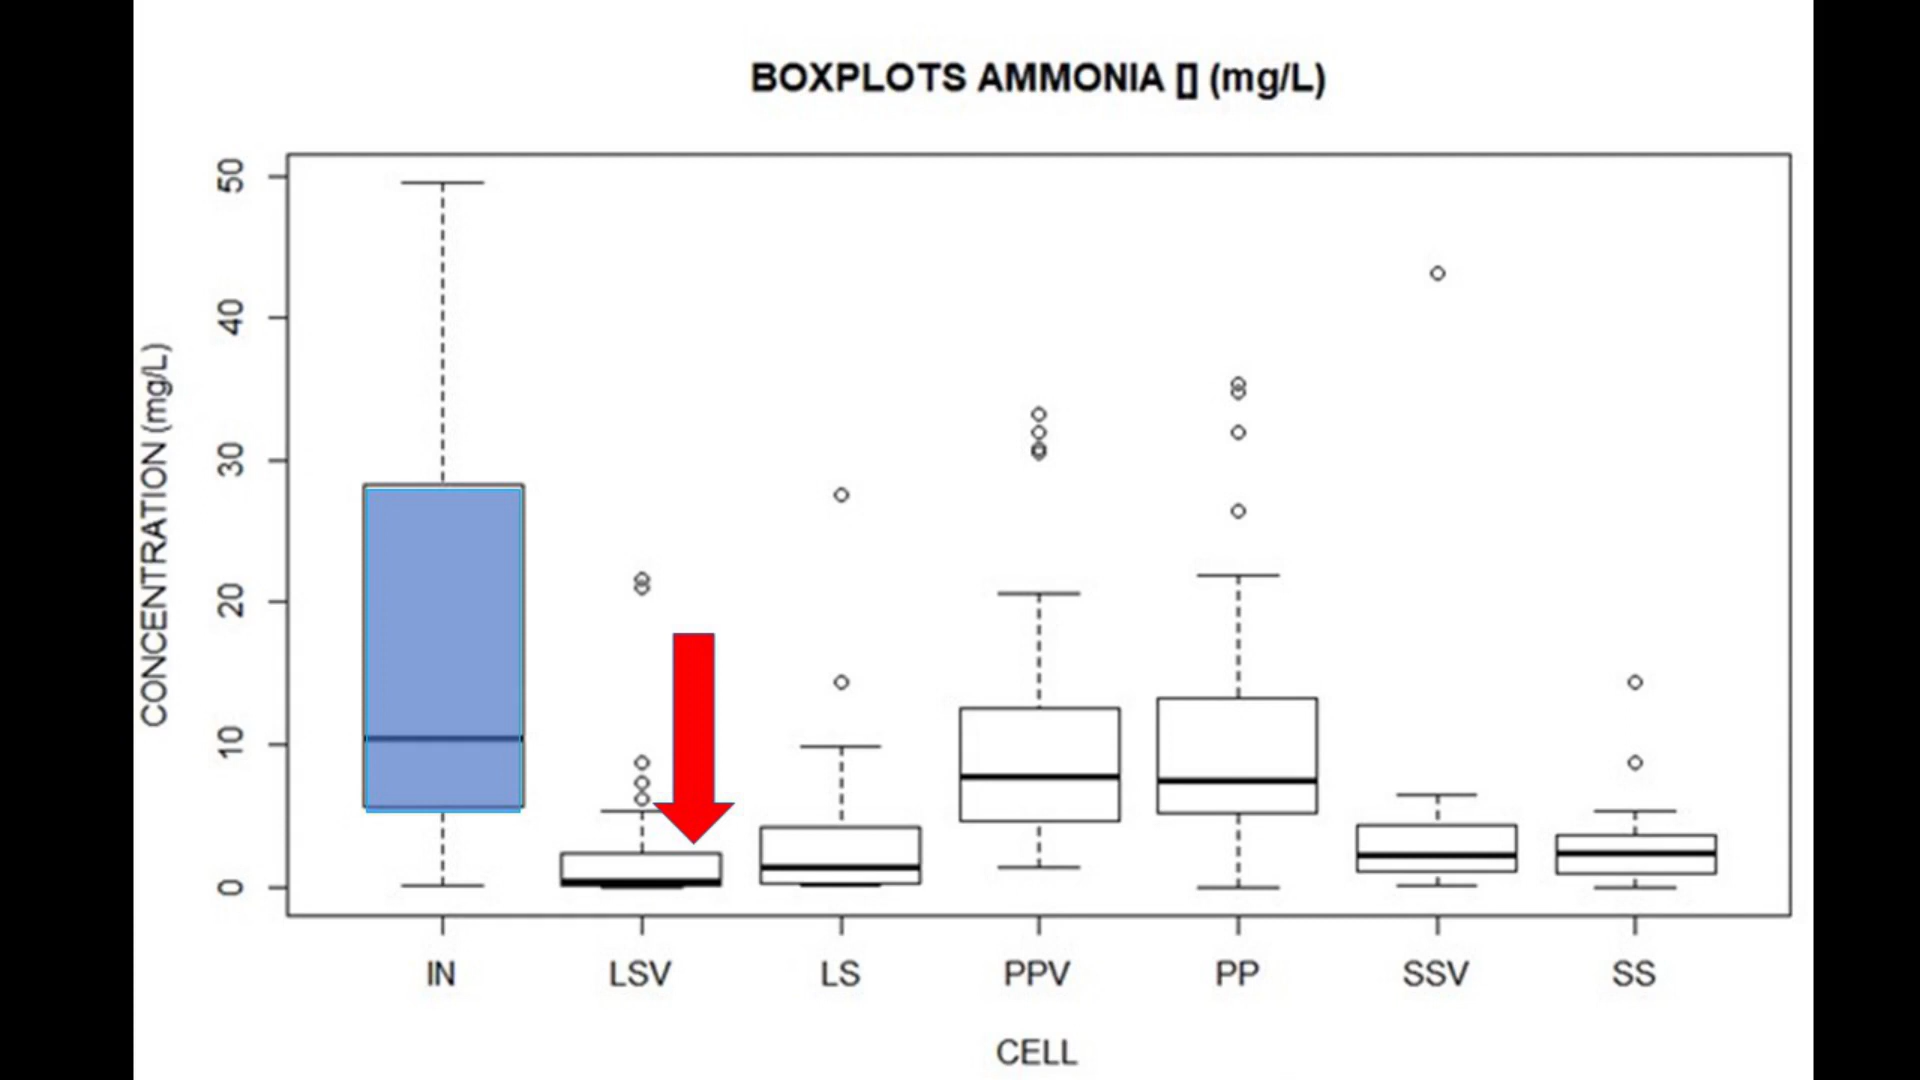 BOXPLOTS AMMONIA [] (mg/L)
CONCENTRATION (mg/L)
50
40
30
20
10
0
IN LSV LS PPV PP SSV SS
CELL